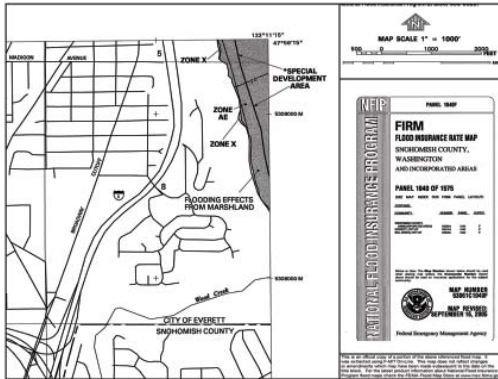 122°11'15"
47°56'15"
MADISON
AVENUE
5
ZONE X
*SPECIAL
DEVELOPMENT
AREA
ZONE
AE
5309000 M
ZONE X
BROADWAY
CUTOFF
8
FLOODING EFFECTS
FROM MARSHLAND
5308000 M
Wood Creek
CITY OF EVERETT
SNOHOMISH COUNTY
MAP SCALE 1" = 1000'
500 0 1000 2000
FEET
NFIP
NATIONAL FLOOD INSURANCE PROGRAM
PANEL 1040F
FIRM
FLOOD INSURANCE RATE MAP
SNOHOMISH COUNTY,
WASHINGTON
AND INCORPORATED AREAS
PANEL 1040 OF 1575
MAP NUMBER
53061C1040F
MAP REVISED:
SEPTEMBER 16, 2005
Federal Emergency Management Agency